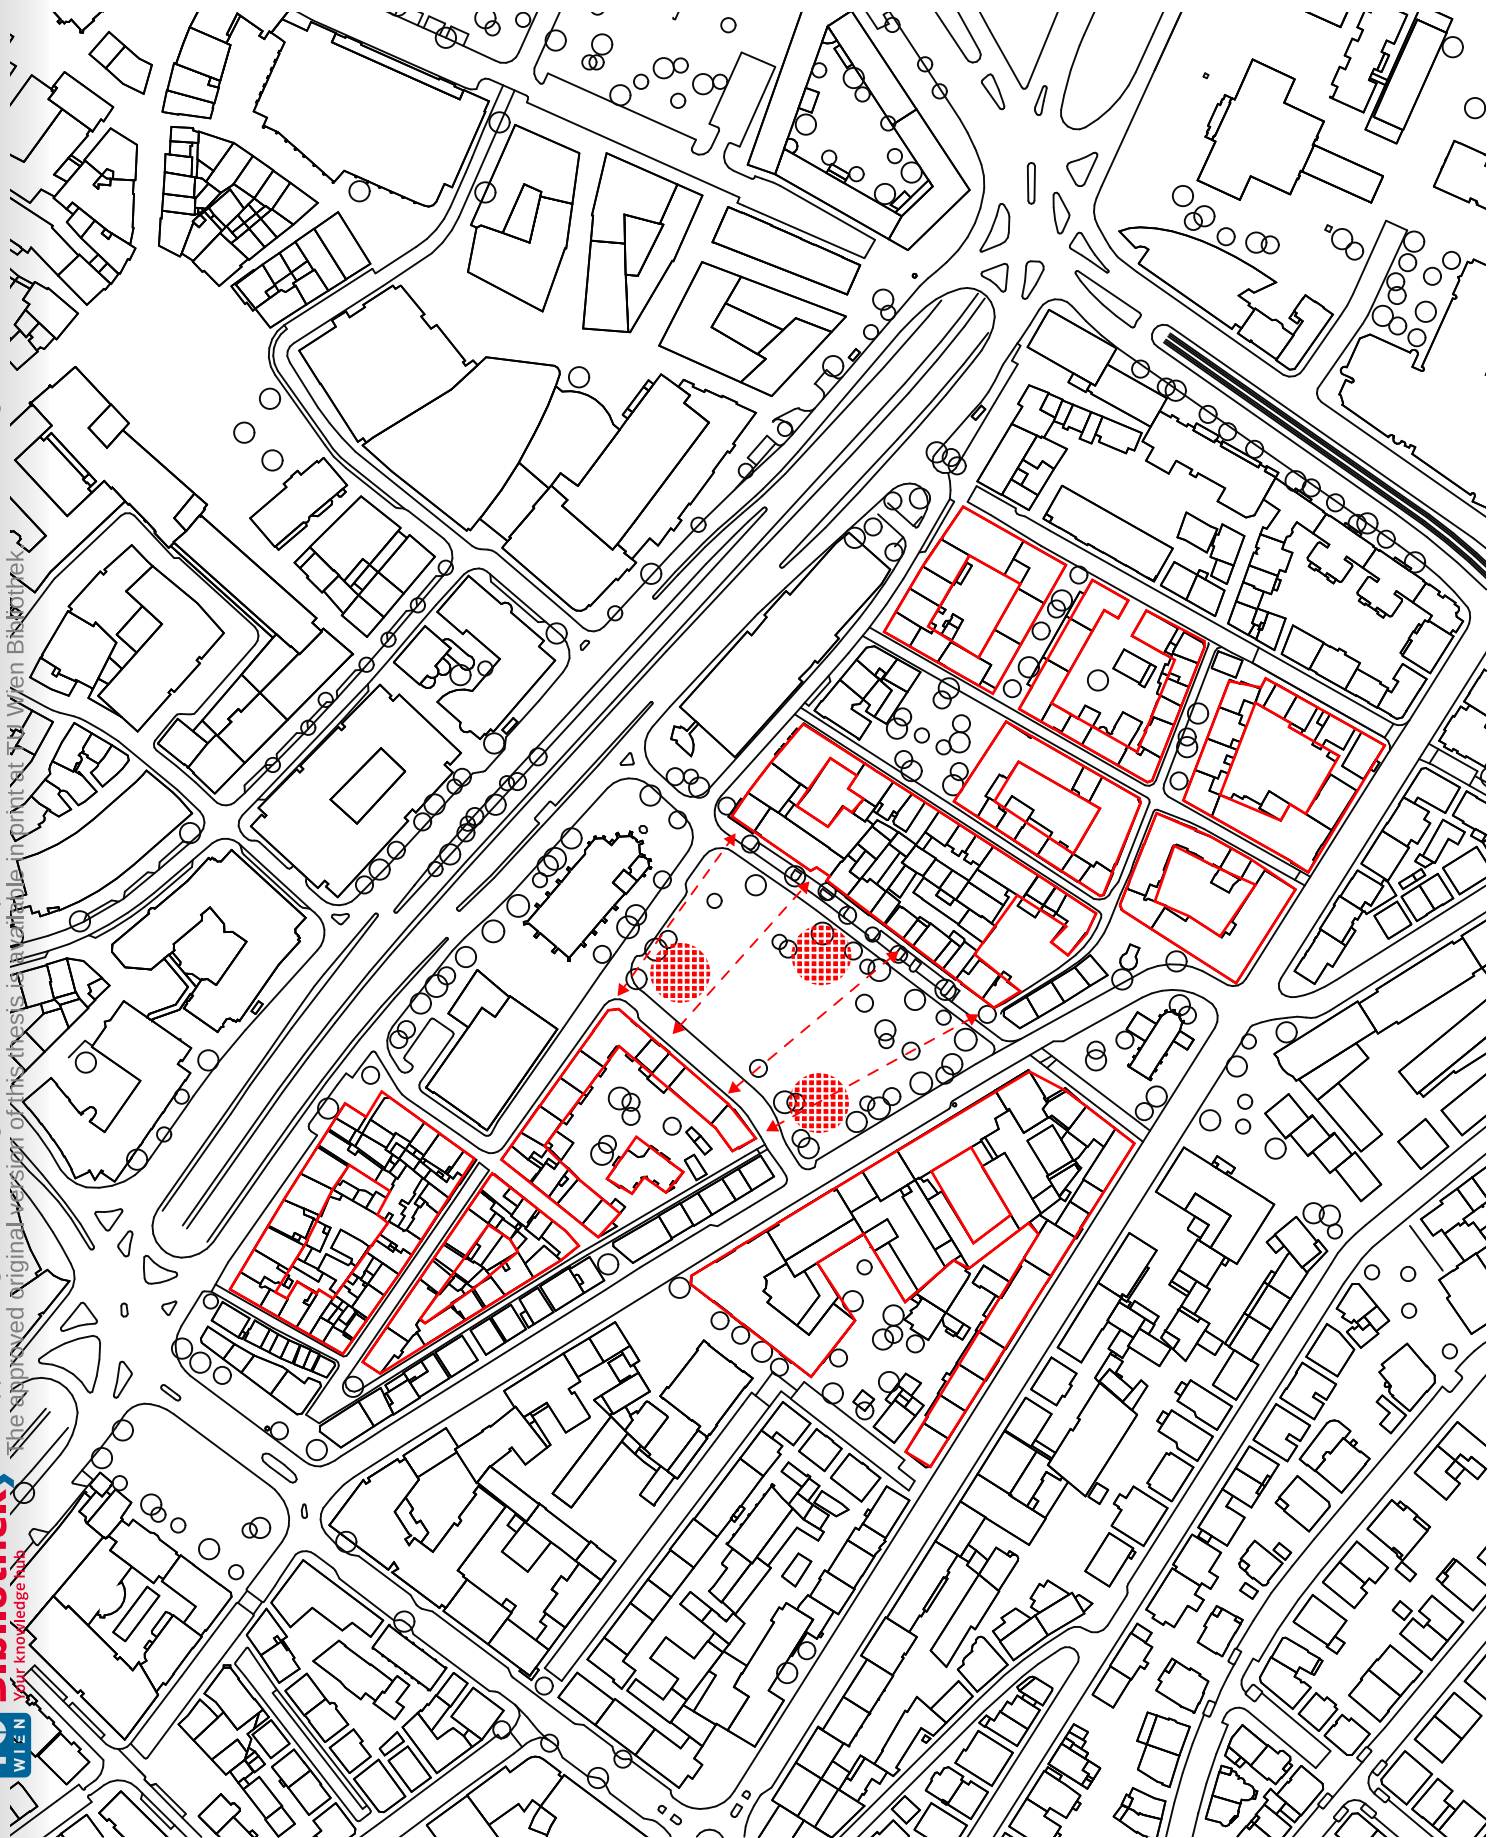 The approved original version of this thesis is available in print at TU Wien Bibliothek.
Bibliothek
Your knowledge hub
WIEN